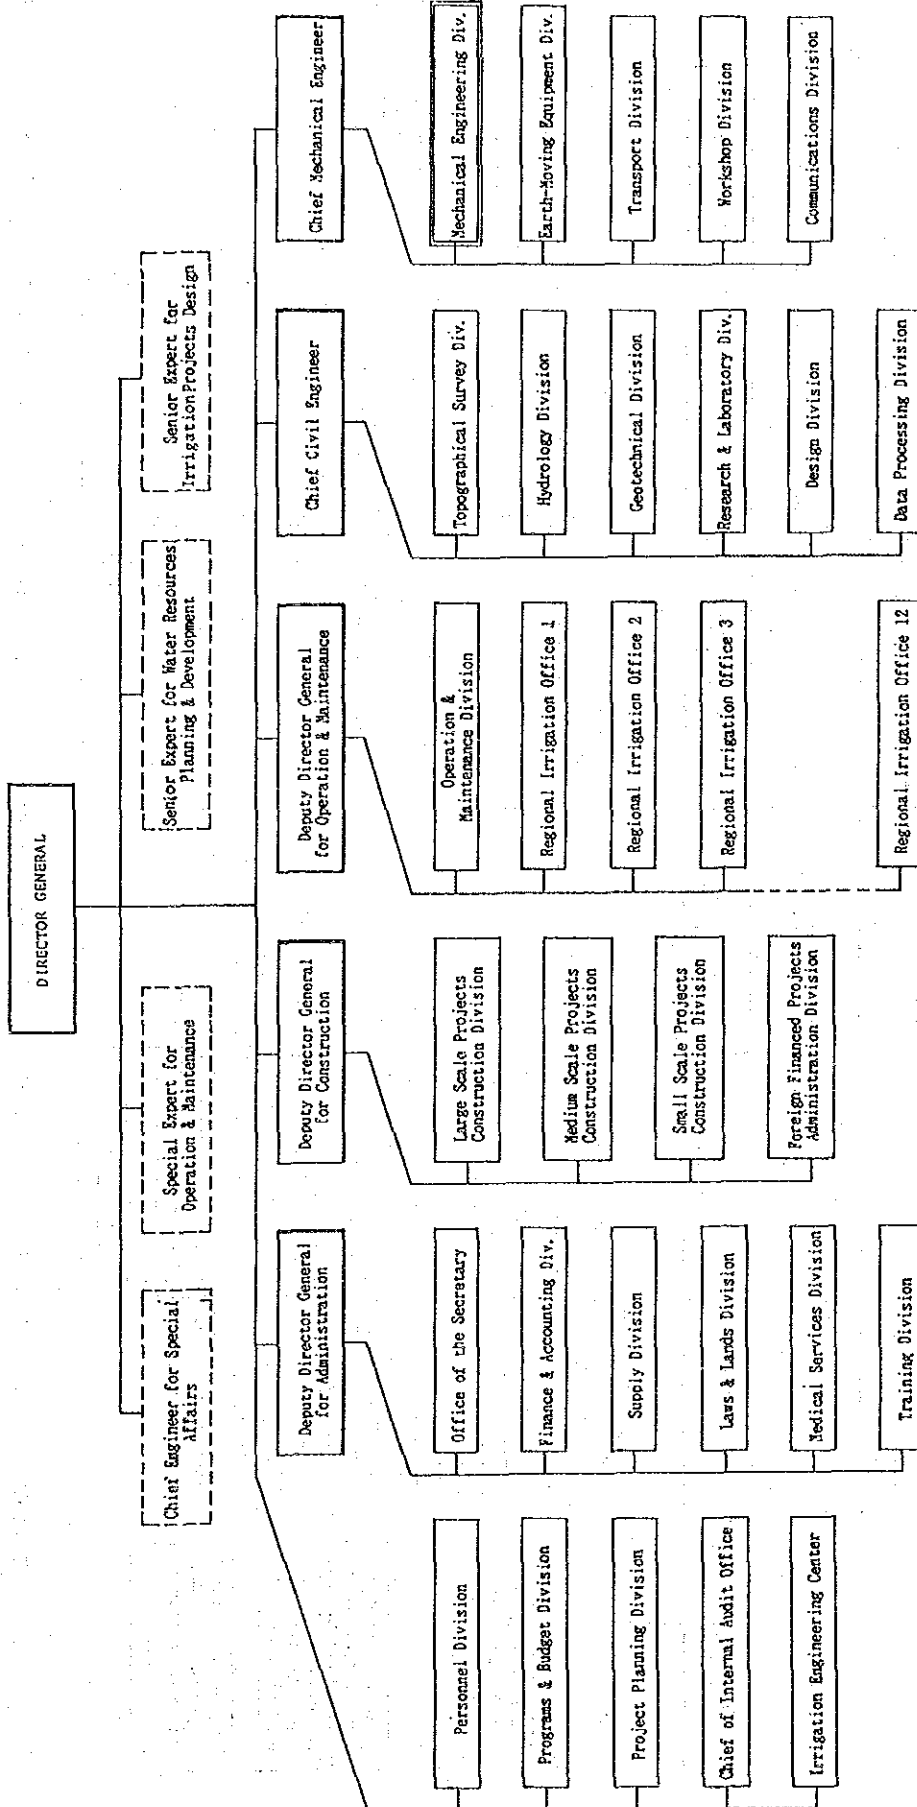 DIRECTOR GENERAL
Chief Engineer for Special
Affairs
Special Expert for
Operation & Maintenance
Senior Expert for Water Resources
Planning & Development
Senior Expert for
Irrigation Projects Design
Deputy Director General
for Administration
Deputy Director General
for Construction
Deputy Director General
for Operation & Maintenance
Chief Civil Engineer
Chief Mechanical Engineer
Personnel Division
Programs & Budget Division
Project Planning Division
Chief of Internal Audit Office
Irrigation Engineering Center
Office of the Secretary
Finance & Accounting Div.
Supply Division
Laws & Lands Division
Medical Services Division
Training Division
Large Scale Projects
Construction Division
Medium Scale Projects
Construction Division
Small Scale Projects
Construction Division
Foreign Financed Projects
Administration Division
Operation &
Maintenance Division
Regional Irrigation Office 1
Regional Irrigation Office 2
Regional Irrigation Office 3
Regional Irrigation Office 12
Topographical Survey Div.
Hydrology Division
Geotechnical Division
Research & Laboratory Div.
Design Division
Data Processing Division
Mechanical Engineering Div.
Earth-Moving Equipment Div.
Transport Division
Workshop Division
Communications Division